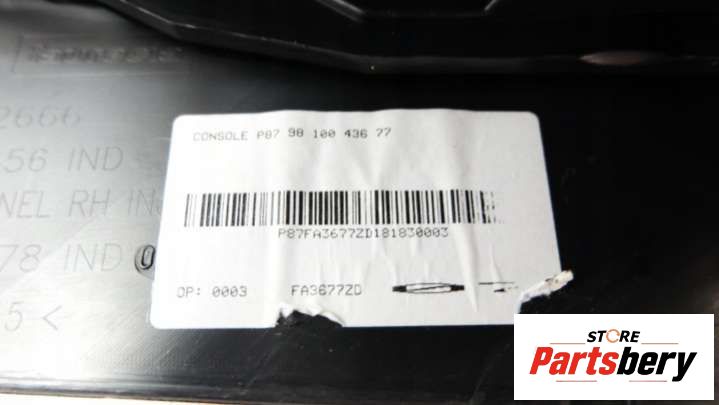 2666
56 IND
NEL RH IN
78 IND 0
5 <
CONSOLE P87 98 100 436 77
P87FA3677ZD181830003
OP: 0003 FA3677ZD
STORE
Partsbery